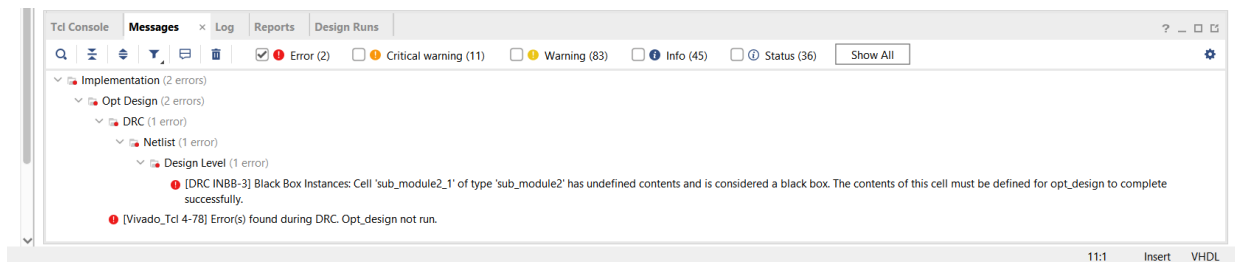 Tcl Console Messages × Log Reports Design Runs ? _
Error (2) Critical warning (11) Warning (83) Info (45) Status (36) Show All
Implementation (2 errors)
Opt Design (2 errors)
DRC (1 error)
Netlist (1 error)
Design Level (1 error)
[DRC INBB-3] Black Box Instances: Cell 'sub_module2_1' of type 'sub_module2' has undefined contents and is considered a black box. The contents of this cell must be defined for opt_design to complete
successfully.
[Vivado_Tcl 4-78] Error(s) found during DRC. Opt_design not run.
11:1 Insert VHDL